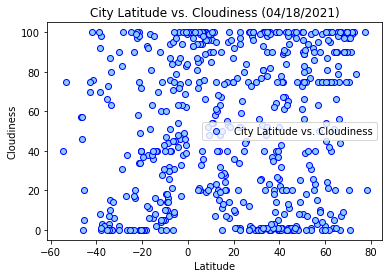 City Latitude vs. Cloudiness (04/18/2021)
100
80
60
40
20
0
Cloudiness
City Latitude vs. Cloudiness
−60 −40 −20 0 20 40 60 80
Latitude